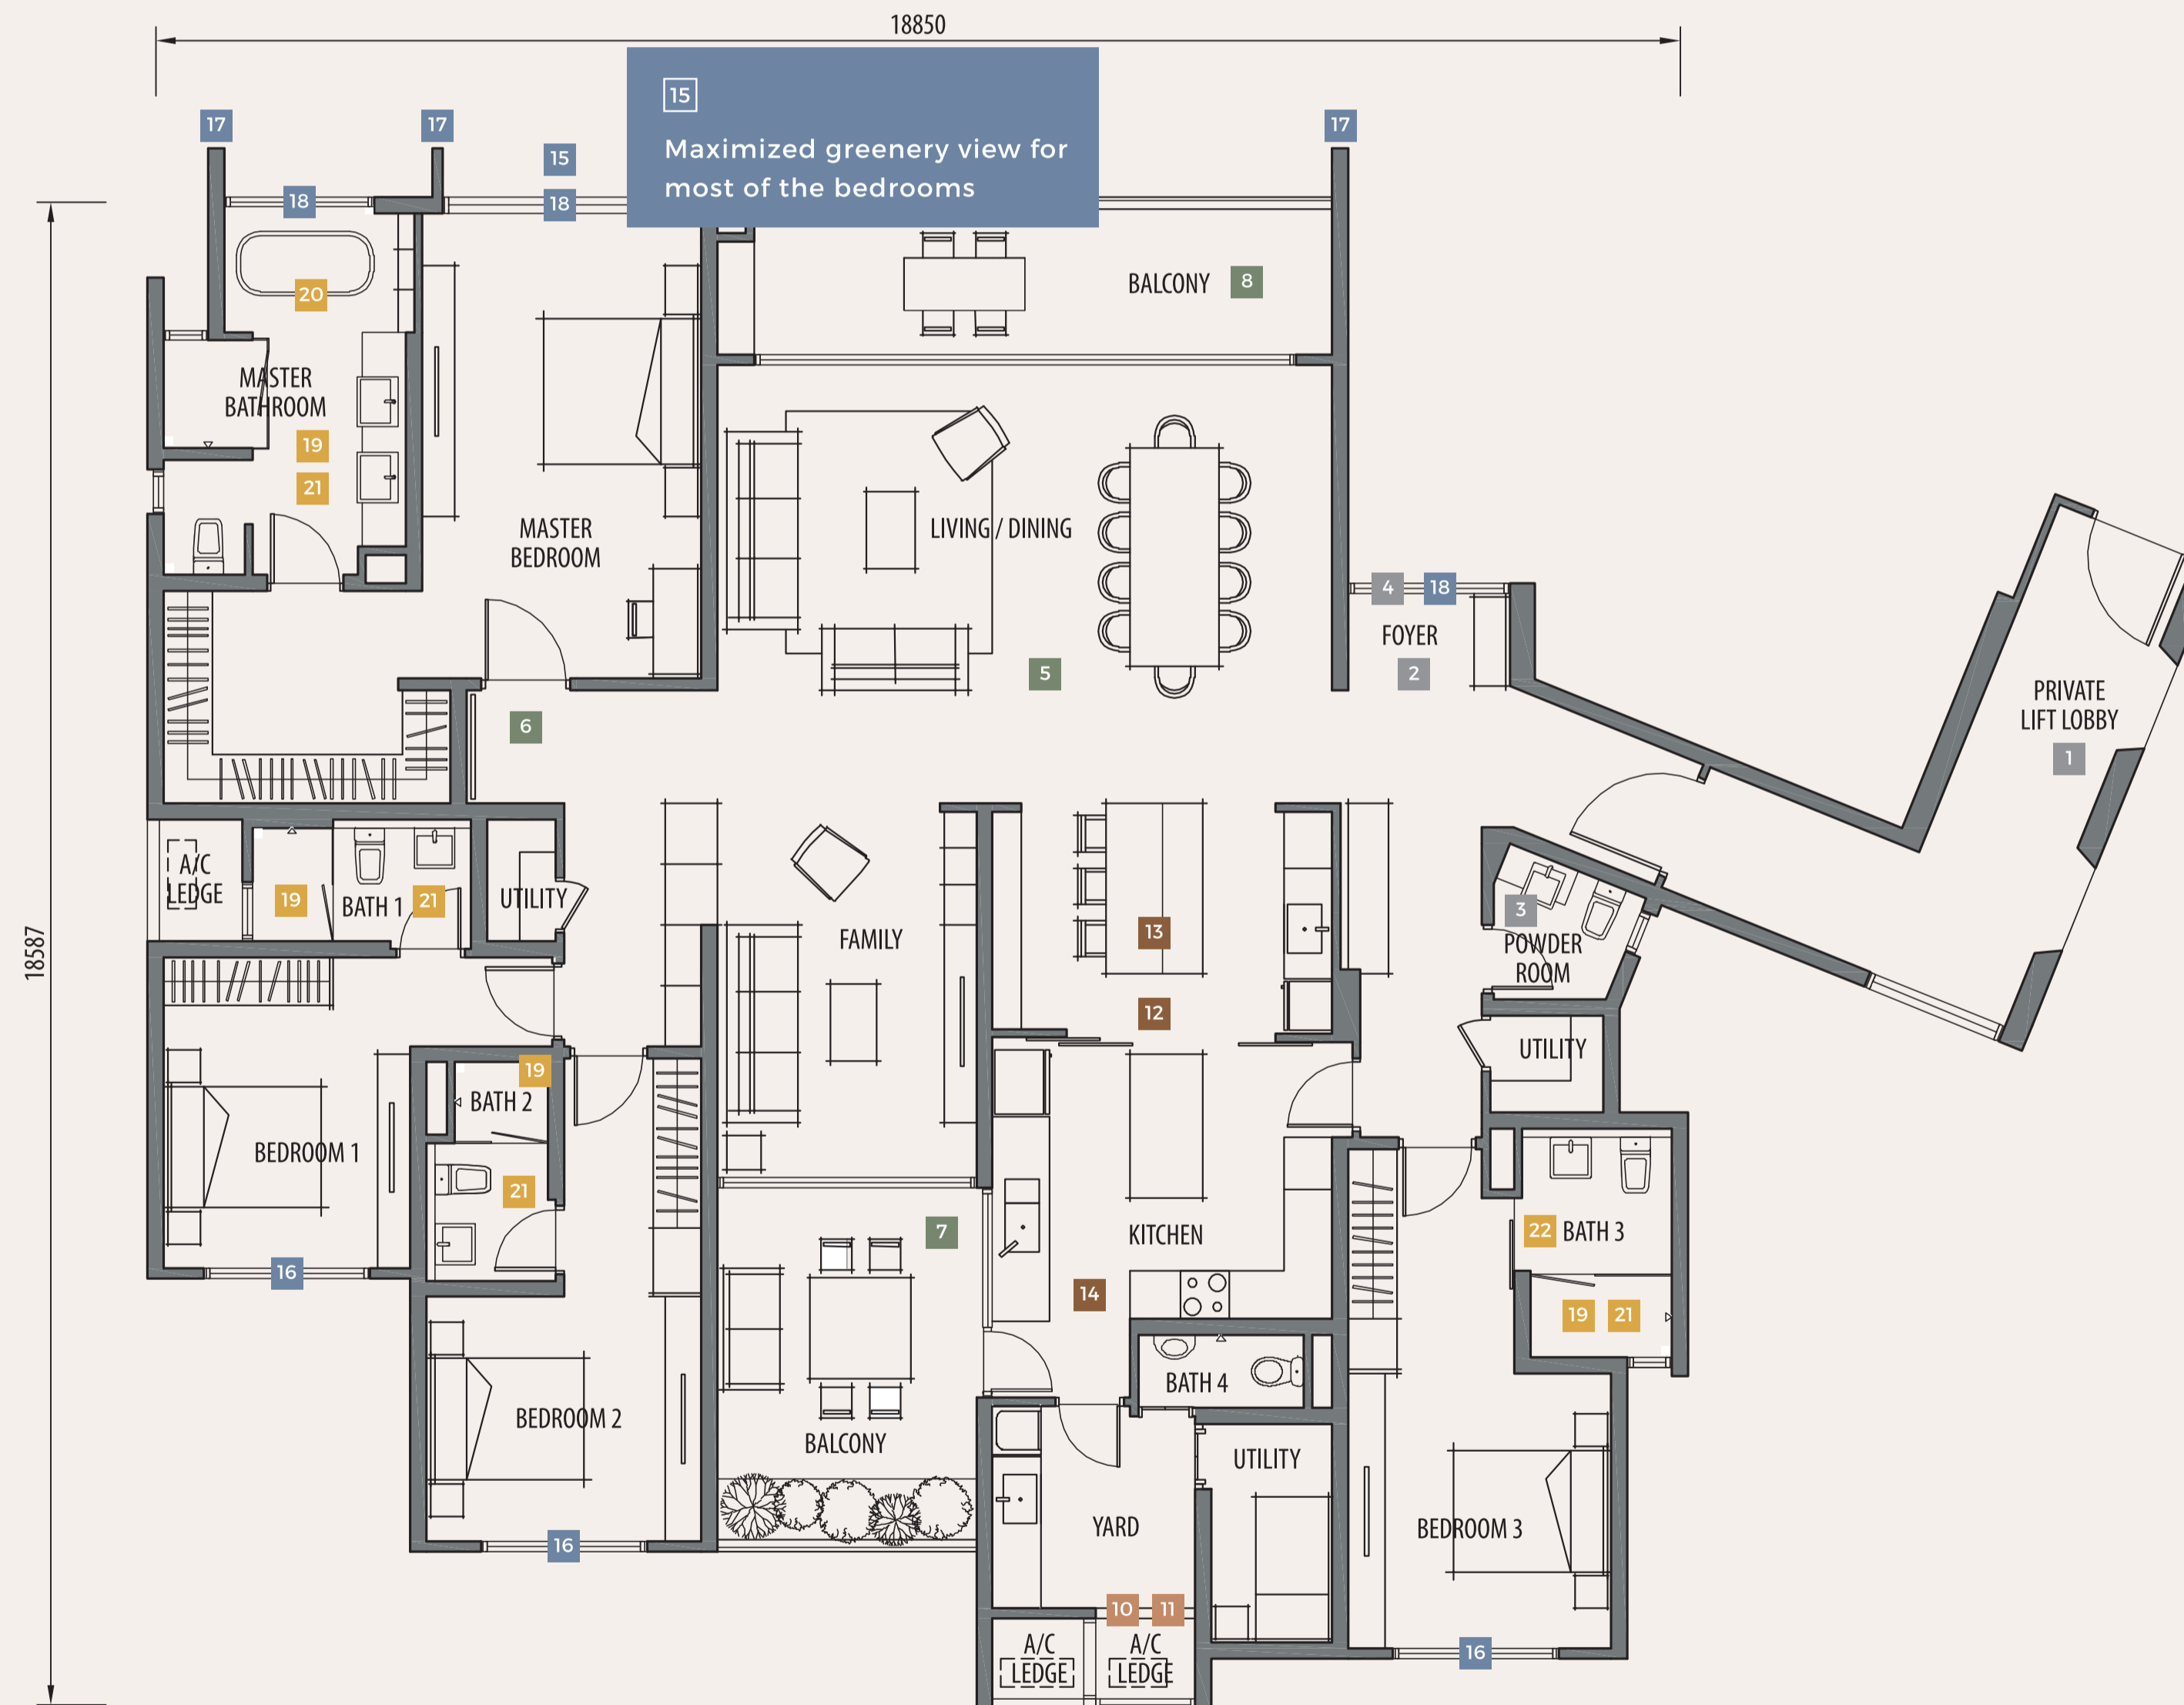 18850
15
Maximized greenery view for
most of the bedrooms
17
17
17
15
18
18
20
BALCONY 8
MASTER
BATHROOM
19
21
MASTER
BEDROOM
LIVING / DINING
4 18
FOYER
2
5
6
PRIVATE
LIFT LOBBY
1
A/C
LEDGE
19
BATH 1 21
UTILITY
FAMILY
13
12
3
POWDER
ROOM
UTILITY
18587
19
BATH 2
BEDROOM 1
21
16
7
KITCHEN
22 BATH 3
14
19 21
BATH 4
BEDROOM 2
BALCONY
UTILITY
YARD
BEDROOM 3
16
10 11
A/C
LEDGE
A/C
LEDGE
16